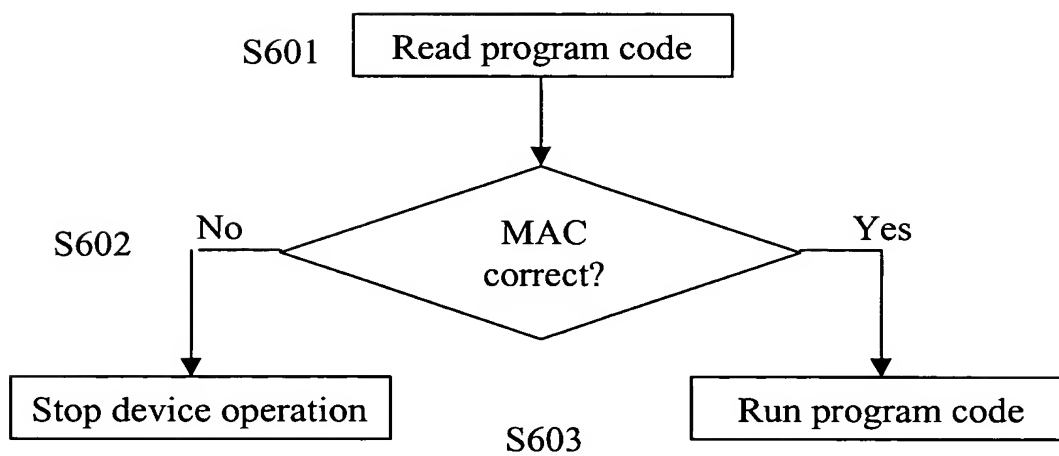 S601
Read program code
S602
No
MAC
correct?
Yes
Stop device operation
S603
Run program code